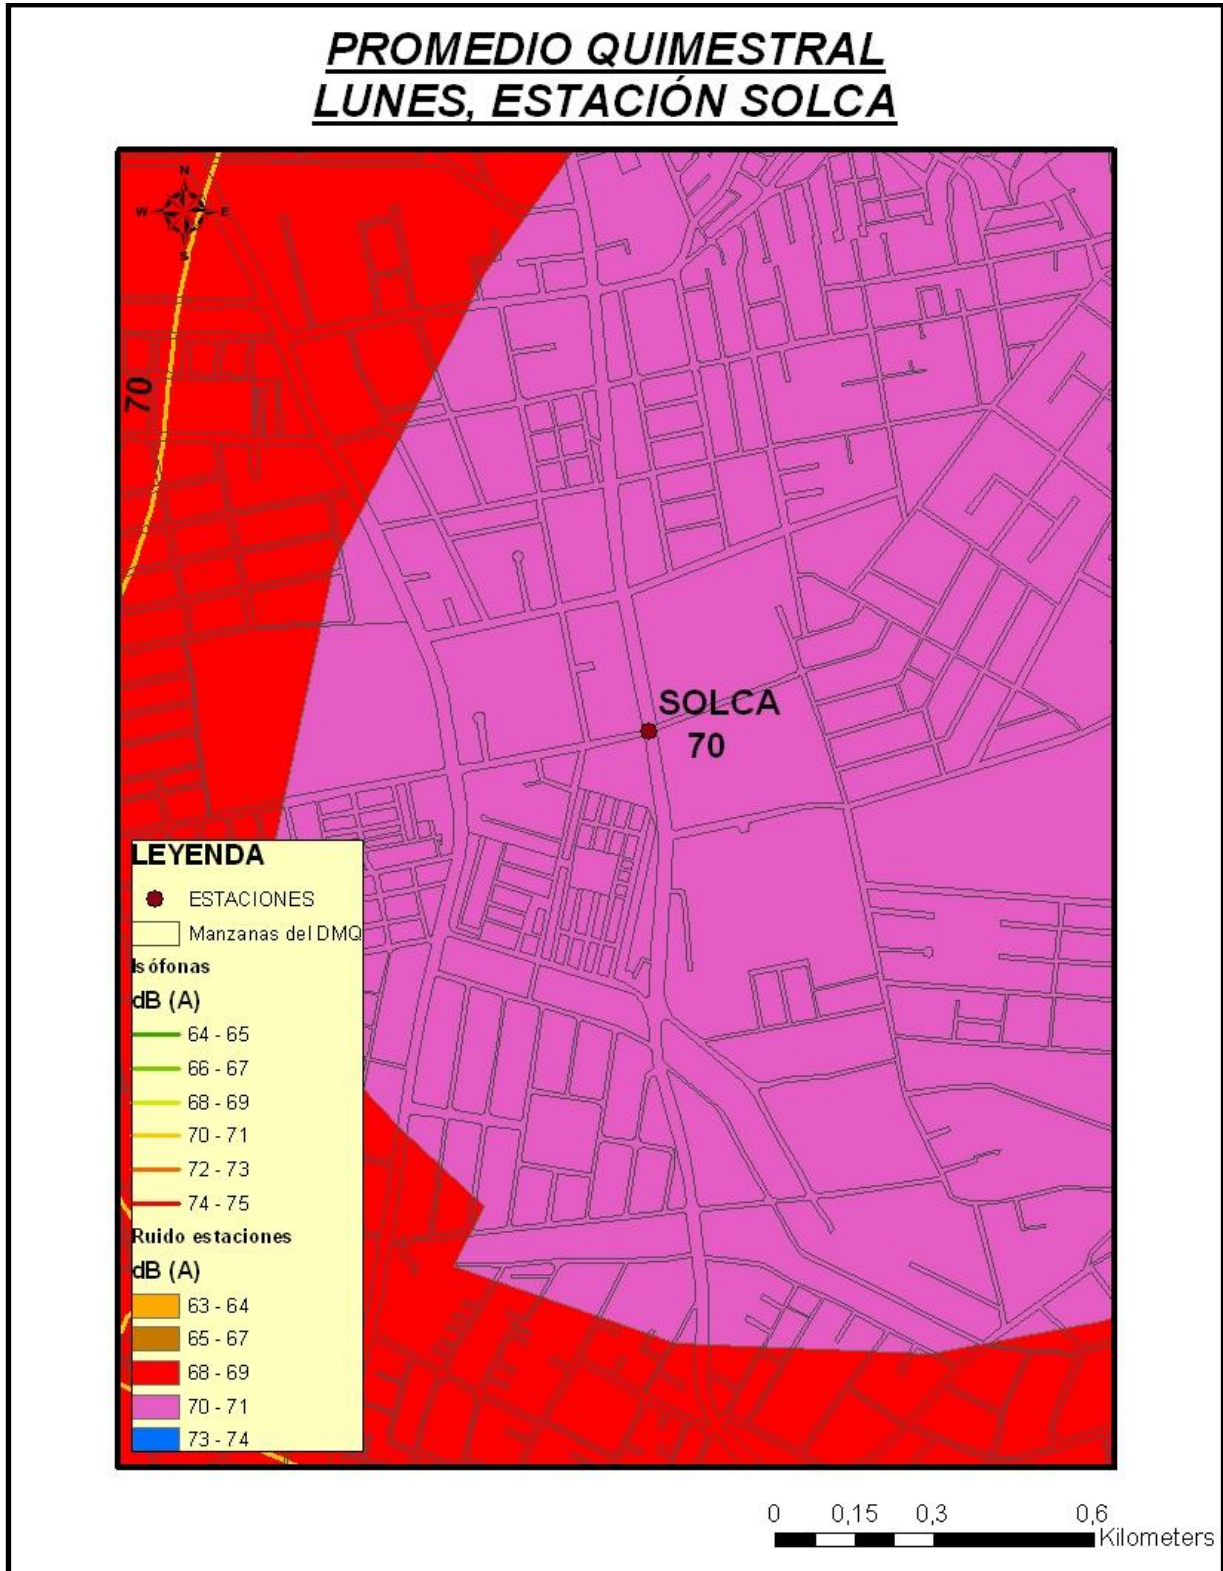 PROMEDIO QUIMESTRAL
LUNES, ESTACIÓN SOLCA
N
W E
S
70
SOLCA
70
LEYENDA
ESTACIONES
Manzanas del DMQ
Isófonas
dB (A)
64 - 65
66 - 67
68 - 69
70 - 71
72 - 73
74 - 75
Ruido estaciones
dB (A)
63 - 64
65 - 67
68 - 69
70 - 71
73 - 74
0 0,15 0,3 0,6
Kilometers